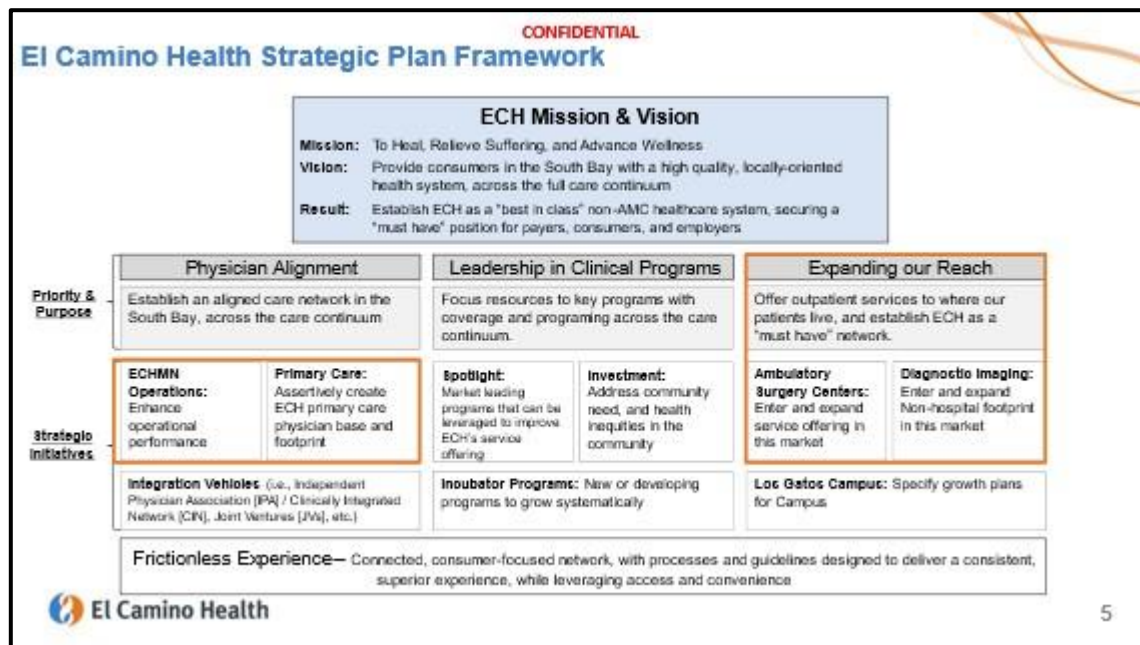 CONFIDENTIAL
El Camino Health Strategic Plan Framework
ECH Mission & Vision
Mission: To Heal, Relieve Suffering, and Advance Wellness
Vision: Provide consumers in the South Bay with a high quality, locally-oriented
health system, across the full care continuum
Result: Establish ECH as a "best in class" non-AMC healthcare system, securing a
"must have" position for payers, consumers, and employers
Priority &
Purpose
Physician Alignment
Establish an aligned care network in the
South Bay, across the care continuum
Leadership in Clinical Programs
Focus resources to key programs with
coverage and programing across the care
continuum.
Expanding our Reach
Offer outpatient services to where our
patients live, and establish ECH as a
"must have" network.
Strategic
Initiatives
ECHMN
Operations:
Enhance
operational
performance
Primary Care:
Assertively create
ECH primary care
physician base and
footprint
Spotlight:
Market leading
programs that can be
leveraged to improve
ECH's service
offering
Investment:
Address community
need, and health
inequities in the
community
Ambulatory
Surgery Centers:
Enter and expand
service offering in
this market
Diagnostic Imaging:
Enter and expand
Non-hospital footprint
in this market
Integration Vehicles (i.e., Independent
Physician Association [IPA] / Clinically Integrated
Network [CIN], Joint Ventures [JVs], etc.)
Incubator Programs: New or developing
programs to grow systematically
Los Gatos Campus: Specify growth plans
for Campus
Frictionless Experience— Connected, consumer-focused network, with processes and guidelines designed to deliver a consistent,
superior experience, while leveraging access and convenience
El Camino Health
5